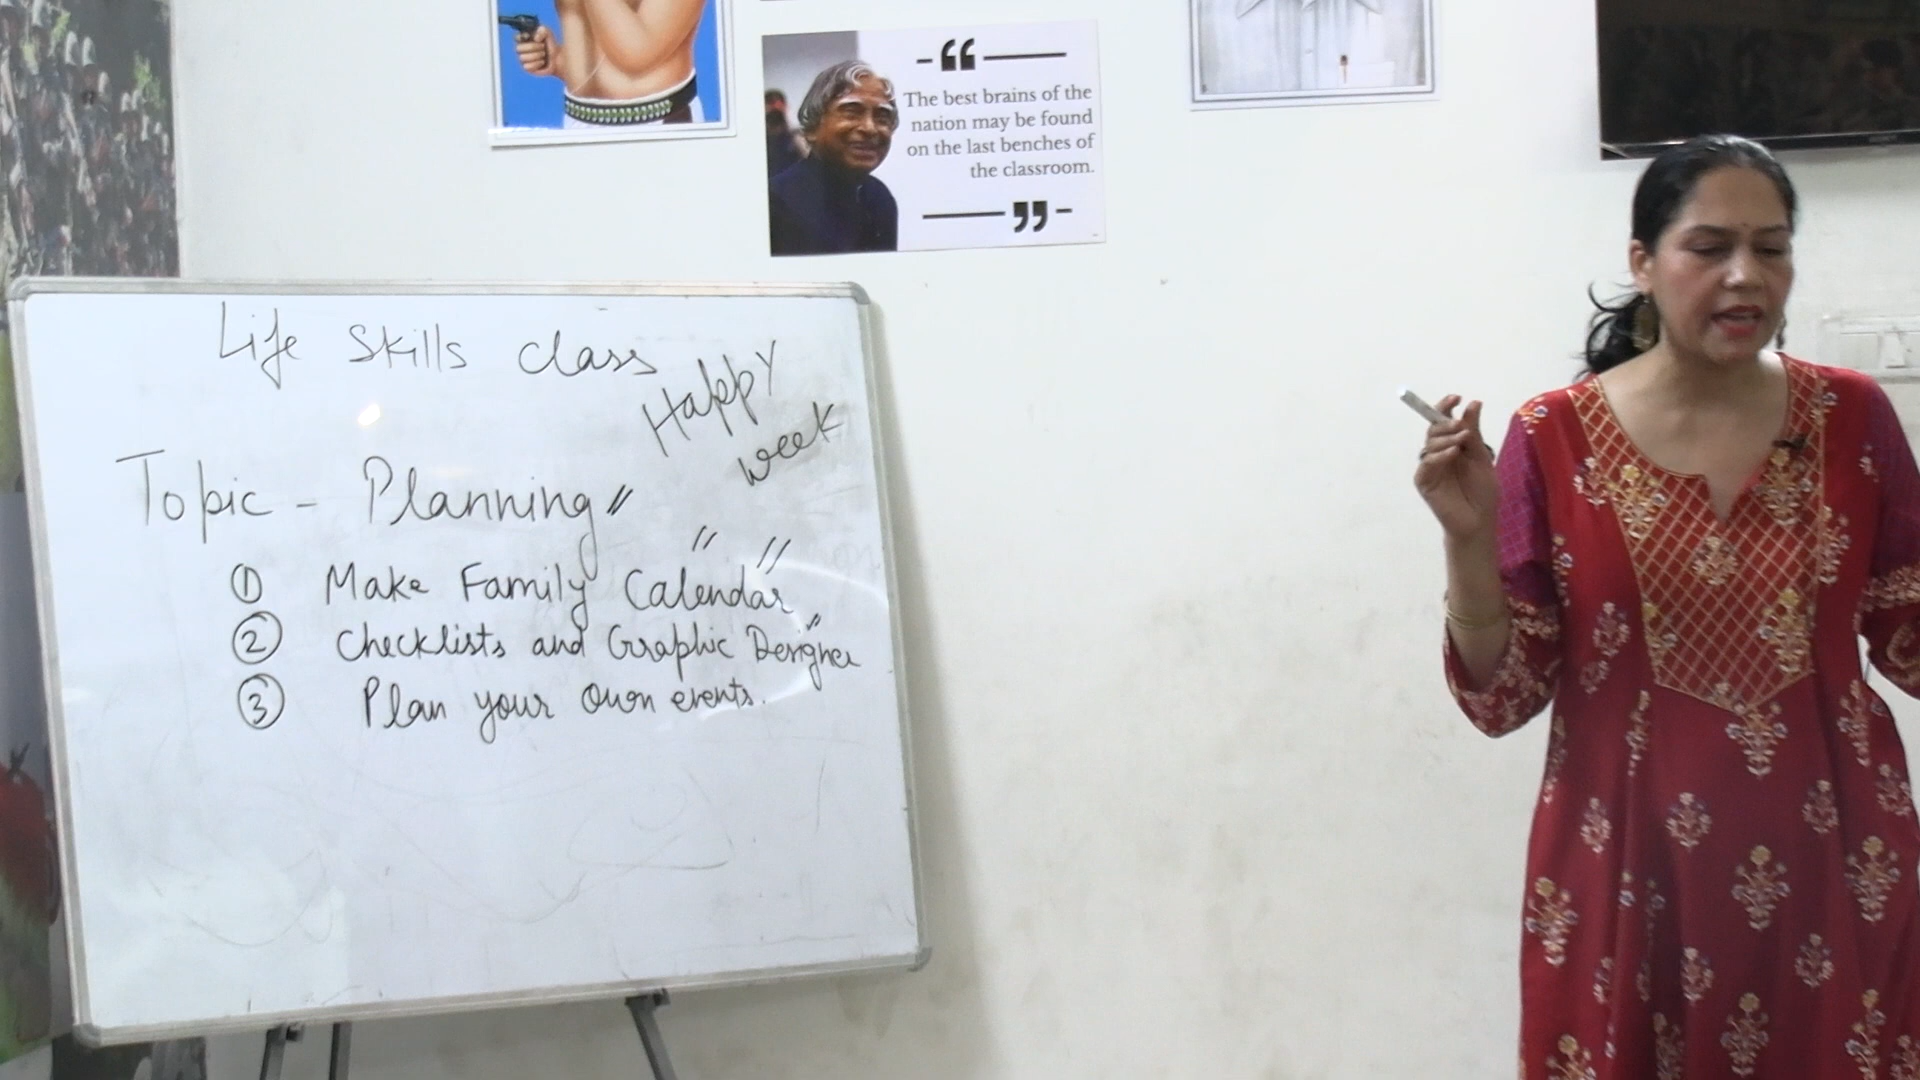 “
The best brains of the
nation may be found
on the last benches of
the classroom.
”
Life Skills class
Happy
week
Topic - Planning "
① Make Family Calendar
② Checklists and Graphic Designer
③ Plan your own events.